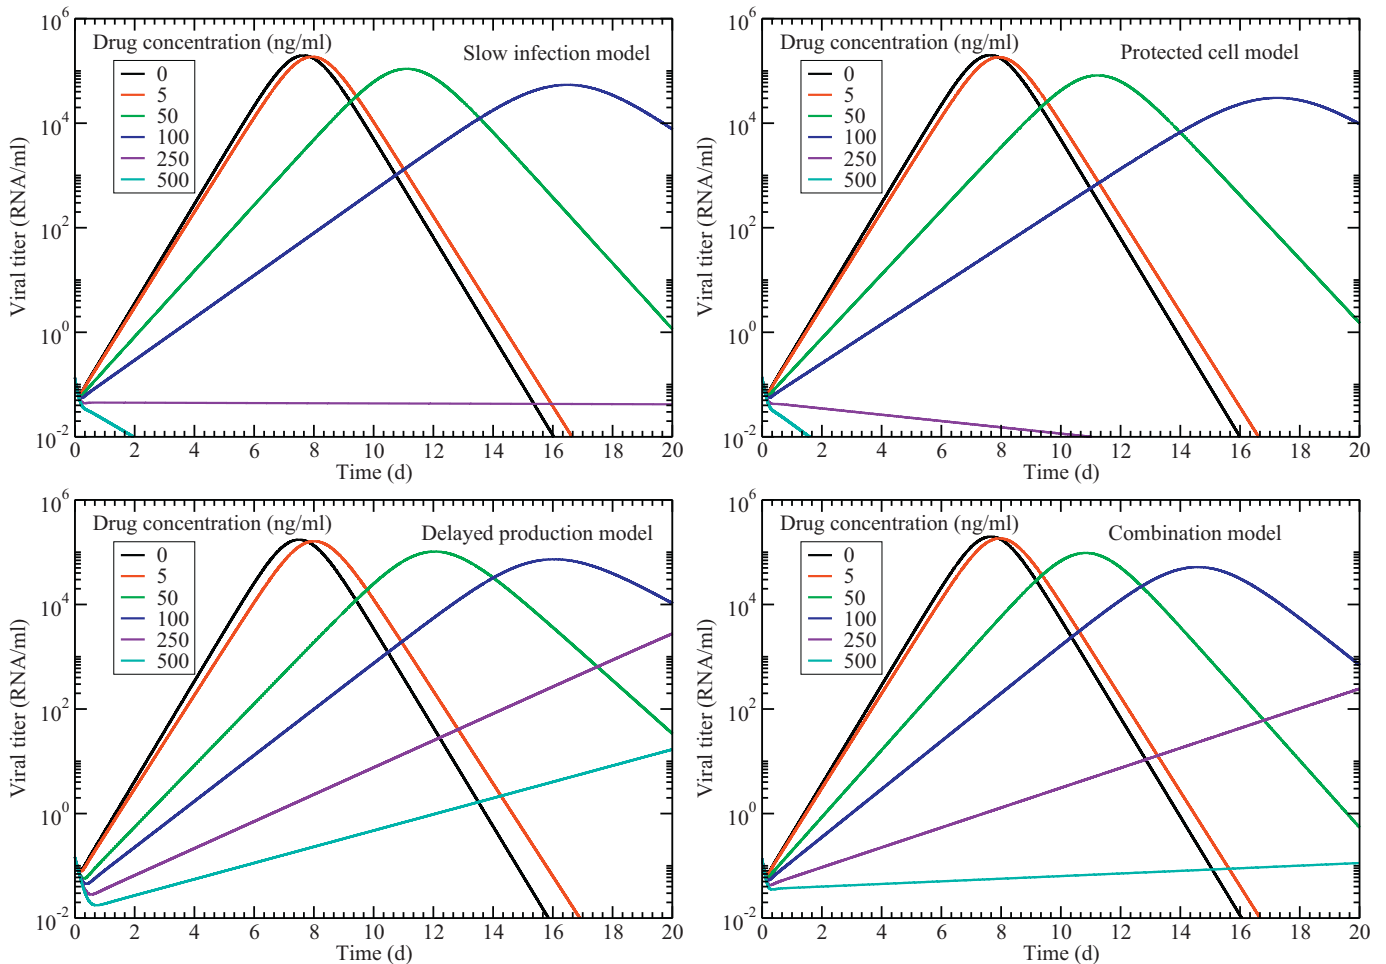 10^6
10^4
10^2
10^0
10^-2
Viral titer (RNA/ml)
Drug concentration (ng/ml)
0
5
50
100
250
500
Slow infection model
0 2 4 6 8 10 12 14 16 18 20
Time (d)
10^6
10^4
10^2
10^0
10^-2
Viral titer (RNA/ml)
Drug concentration (ng/ml)
0
5
50
100
250
500
Protected cell model
0 2 4 6 8 10 12 14 16 18 20
Time (d)
10^6
10^4
10^2
10^0
10^-2
Viral titer (RNA/ml)
Drug concentration (ng/ml)
0
5
50
100
250
500
Delayed production model
0 2 4 6 8 10 12 14 16 18 20
Time (d)
10^6
10^4
10^2
10^0
10^-2
Viral titer (RNA/ml)
Drug concentration (ng/ml)
0
5
50
100
250
500
Combination model
0 2 4 6 8 10 12 14 16 18 20
Time (d)